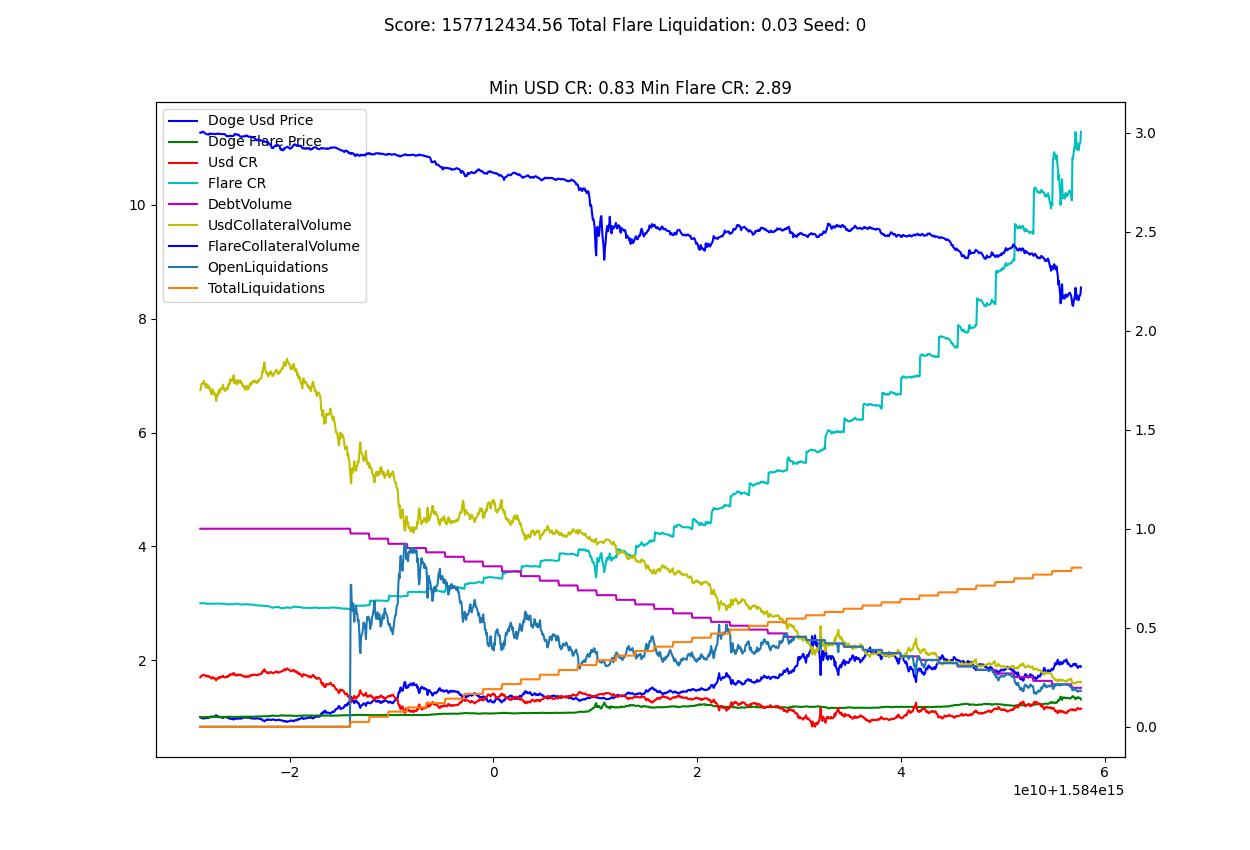 Score: 157712434.56 Total Flare Liquidation: 0.03 Seed: 0
Min USD CR: 0.83 Min Flare CR: 2.89
Doge Usd Price
Doge Flare Price
Usd CR
Flare CR
DebtVolume
UsdCollateralVolume
FlareCollateralVolume
OpenLiquidations
TotalLiquidations
10
8
6
4
2
3.0
2.5
2.0
1.5
1.0
0.5
0.0
−2
0
2
4
6
1e10+1.584e15